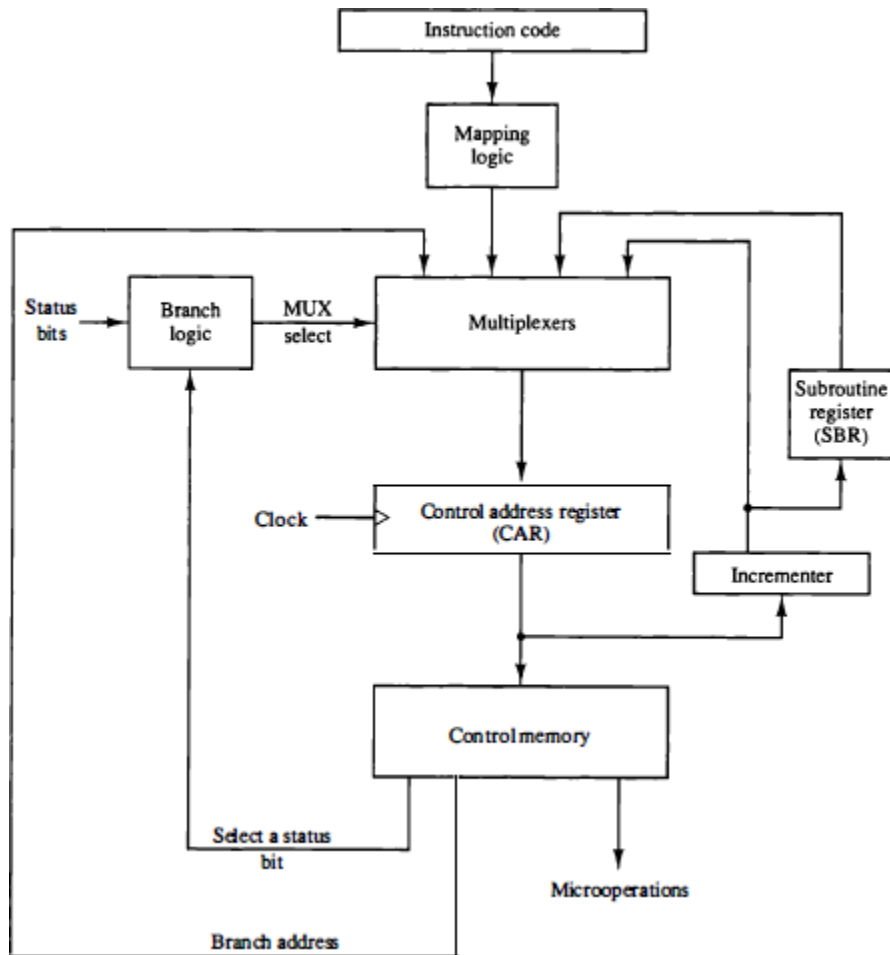 Instruction code
Mapping
logic
Status
bits
Branch
logic
MUX
select
Multiplexers
Subroutine
register
(SBR)
Clock
Control address register
(CAR)
Incrementer
Control memory
Select a status
bit
Microoperations
Branch address